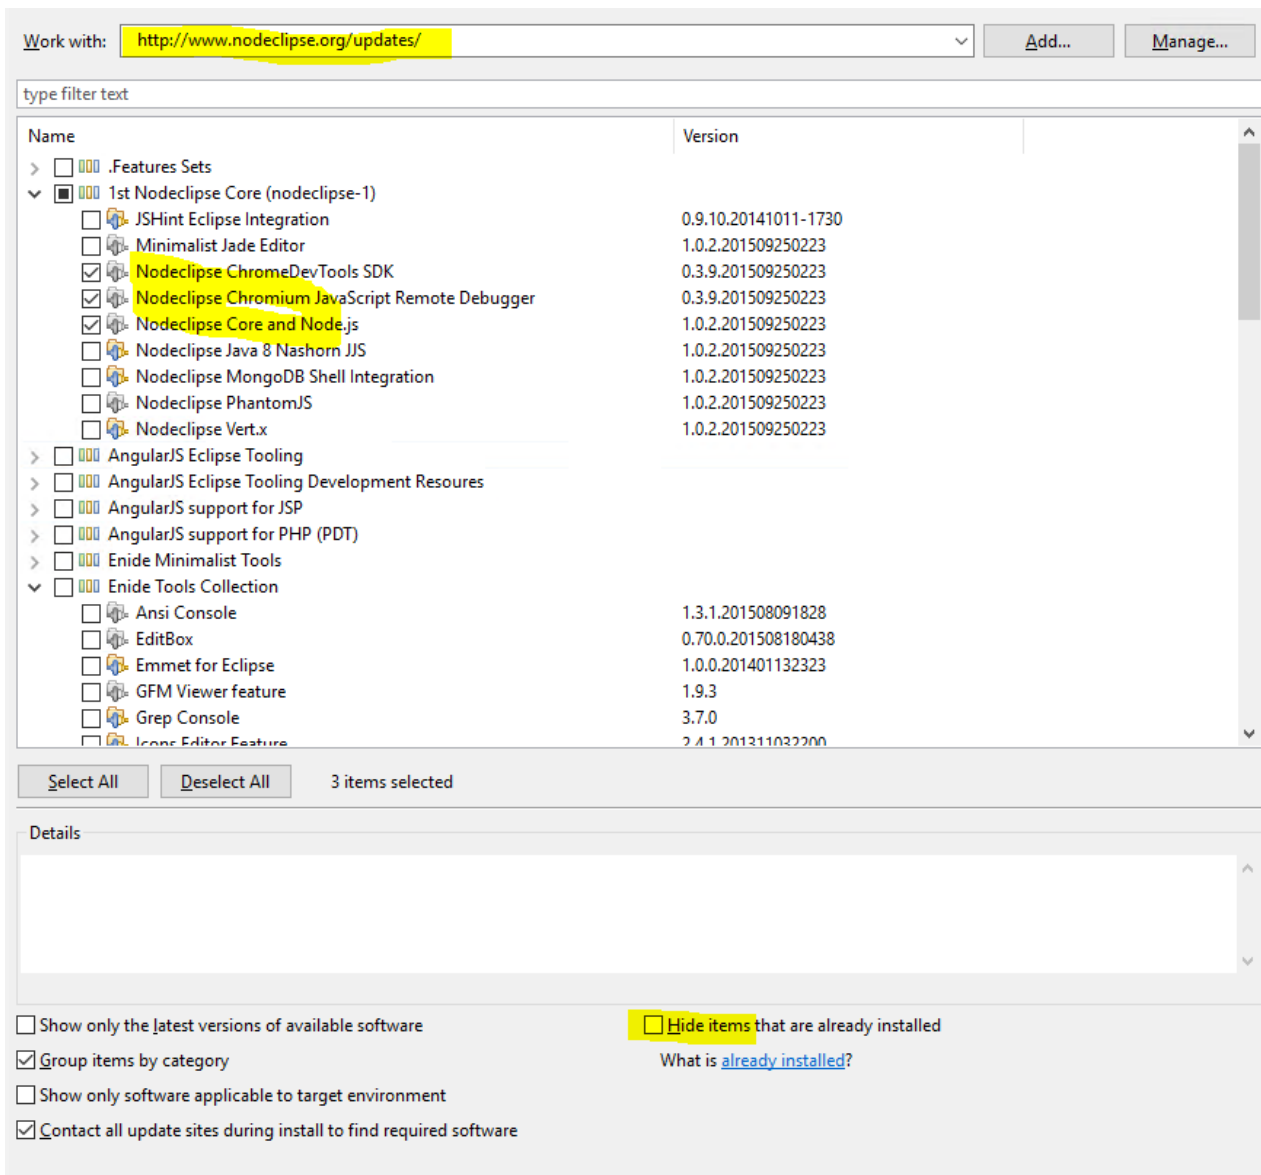 Work with: http://www.nodeclipse.org/updates/ Add... Manage...
type filter text
Name Version
.Features Sets
1st Nodeclipse Core (nodeclipse-1)
JSHint Eclipse Integration 0.9.10.20141011-1730
Minimalist Jade Editor 1.0.2.201509250223
Nodeclipse ChromeDevTools SDK 0.3.9.201509250223
Nodeclipse Chromium JavaScript Remote Debugger 0.3.9.201509250223
Nodeclipse Core and Node.js 1.0.2.201509250223
Nodeclipse Java 8 Nashorn JJS 1.0.2.201509250223
Nodeclipse MongoDB Shell Integration 1.0.2.201509250223
Nodeclipse PhantomJS 1.0.2.201509250223
Nodeclipse Vert.x 1.0.2.201509250223
AngularJS Eclipse Tooling
AngularJS Eclipse Tooling Development Resoures
AngularJS support for JSP
AngularJS support for PHP (PDT)
Enide Minimalist Tools
Enide Tools Collection
Ansi Console 1.3.1.201508091828
EditBox 0.70.0.201508180438
Emmet for Eclipse 1.0.0.201401132323
GFM Viewer feature 1.9.3
Grep Console 3.7.0
Icons Editor Feature 2.4.1.201311032200
Select All Deselect All 3 items selected
Details
Show only the latest versions of available software Hide items that are already installed
Group items by category What is already installed?
Show only software applicable to target environment
Contact all update sites during install to find required software